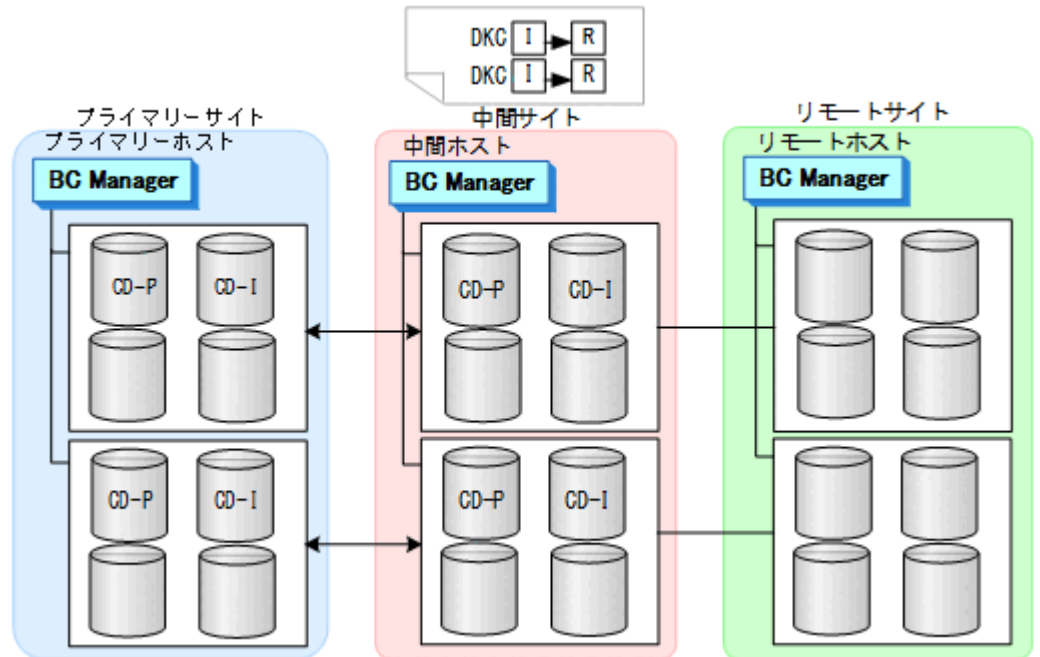 DKC I R
DKC I R
プライマリーサイト
プライマリーホスト
BC Manager
CD-P CD-I
CD-P CD-I
中間サイト
中間ホスト
BC Manager
CD-P CD-I
CD-P CD-I
リモートサイト
リモートホスト
BC Manager